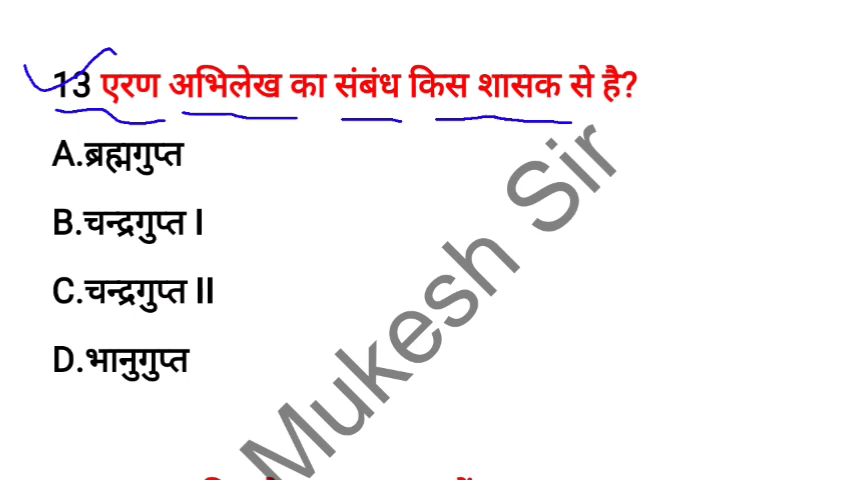 13 एरण अभिलेख का संबंध किस शासक से है?
A.ब्रह्मगुप्त
B.चन्द्रगुप्त I
C.चन्द्रगुप्त II
D.भानुगुप्त
Mukesh Sir